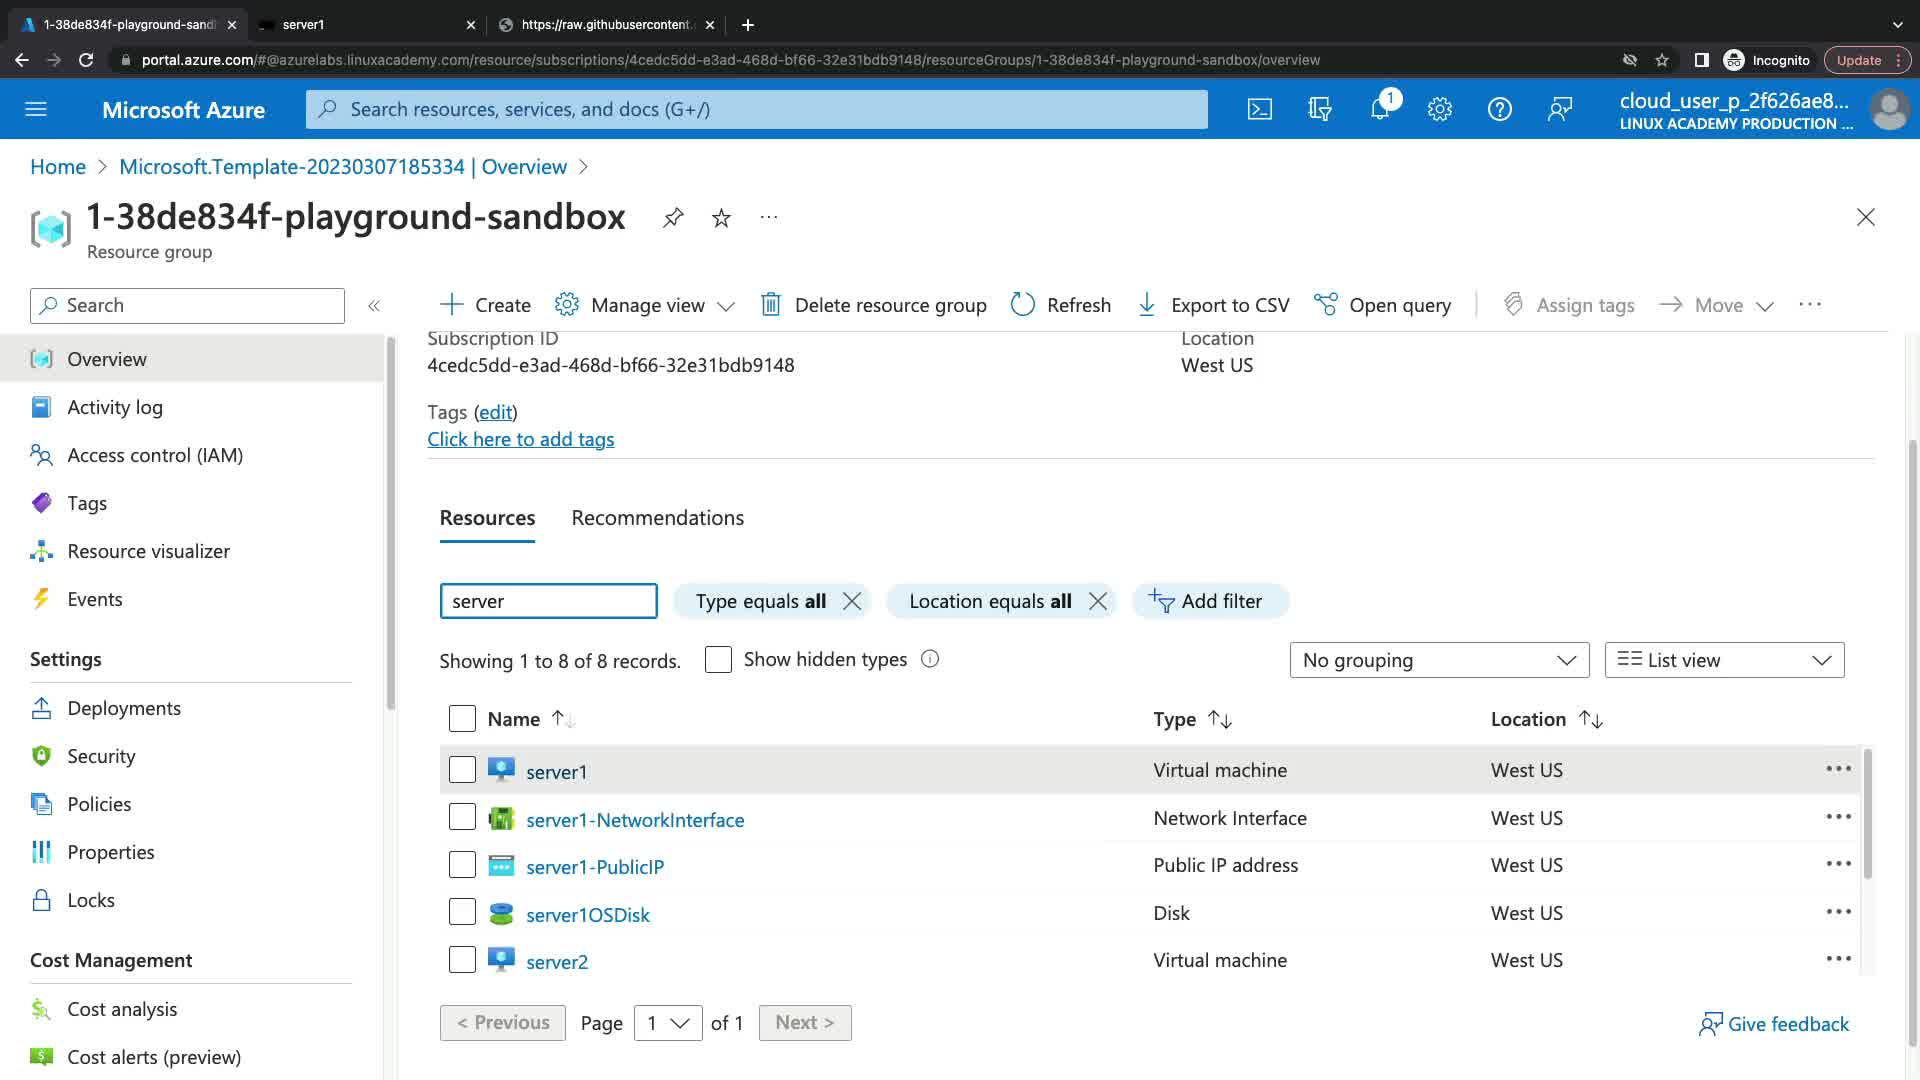 1-38de834f-playground-sand
server1
https://raw.githubusercontent.
portal.azure.com/#@azurelabs.linuxacademy.com/resource/subscriptions/4cedc5dd-e3ad-468d-bf66-32e31bdb9148/resourceGroups/1-38de834f-playground-sandbox/overview
Incognito
Update
Microsoft Azure
Search resources, services, and docs (G+/)
1
cloud_user_p_2f626ae8...
LINUX ACADEMY PRODUCTION ...
Home > Microsoft.Template-20230307185334 | Overview >
1-38de834f-playground-sandbox
Resource group
Search
Create
Manage view
Delete resource group
Refresh
Export to CSV
Open query
Assign tags
Move
Overview
Activity log
Access control (IAM)
Tags
Resource visualizer
Events
Settings
Deployments
Security
Policies
Properties
Locks
Cost Management
Cost analysis
Cost alerts (preview)
Subscription ID
4cedc5dd-e3ad-468d-bf66-32e31bdb9148
Location
West US
Tags (edit)
Click here to add tags
Resources Recommendations
server
Type equals all
Location equals all
Add filter
Showing 1 to 8 of 8 records.
Show hidden types
No grouping
List view
Name Type Location
server1 Virtual machine West US
server1-NetworkInterface Network Interface West US
server1-PublicIP Public IP address West US
server1OSDisk Disk West US
server2 Virtual machine West US
< Previous Page 1 of 1 Next >
Give feedback